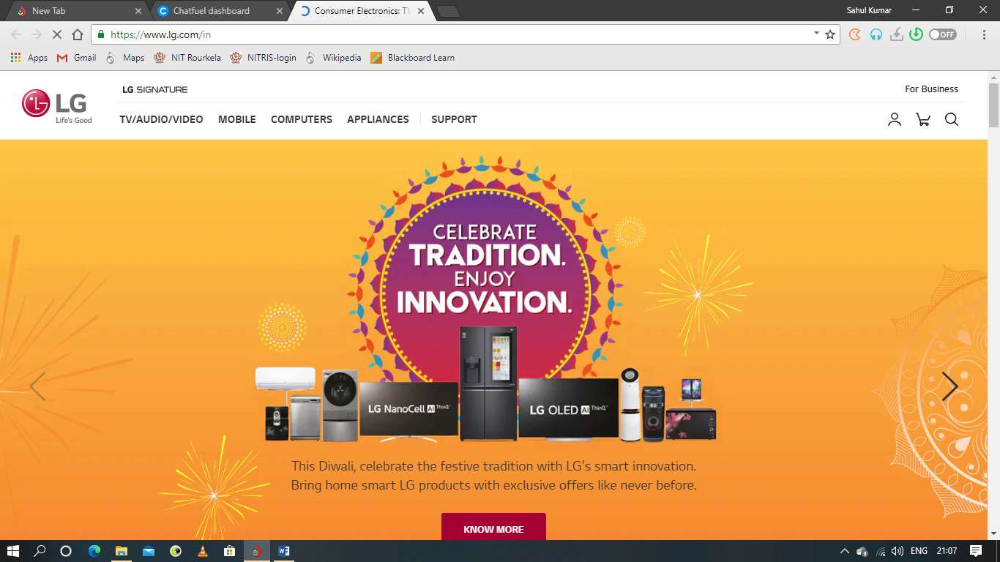 New Tab
Chatfuel dashboard
Consumer Electronics: TV
Sahul Kumar
https://www.lg.com/in
OFF
Apps
Gmail
Maps
NIT Rourkela
NITRIS-login
Wikipedia
Blackboard Learn
LG
Life's Good
LG SIGNATURE
For Business
TV/AUDIO/VIDEO
MOBILE
COMPUTERS
APPLIANCES
SUPPORT
CELEBRATE
TRADITION.
ENJOY
INNOVATION.
LG NanoCell AI ThinQ™
LG OLED AI ThinQ™
This Diwali, celebrate the festive tradition with LG's smart innovation.
Bring home smart LG products with exclusive offers like never before.
KNOW MORE
ENG
21:07